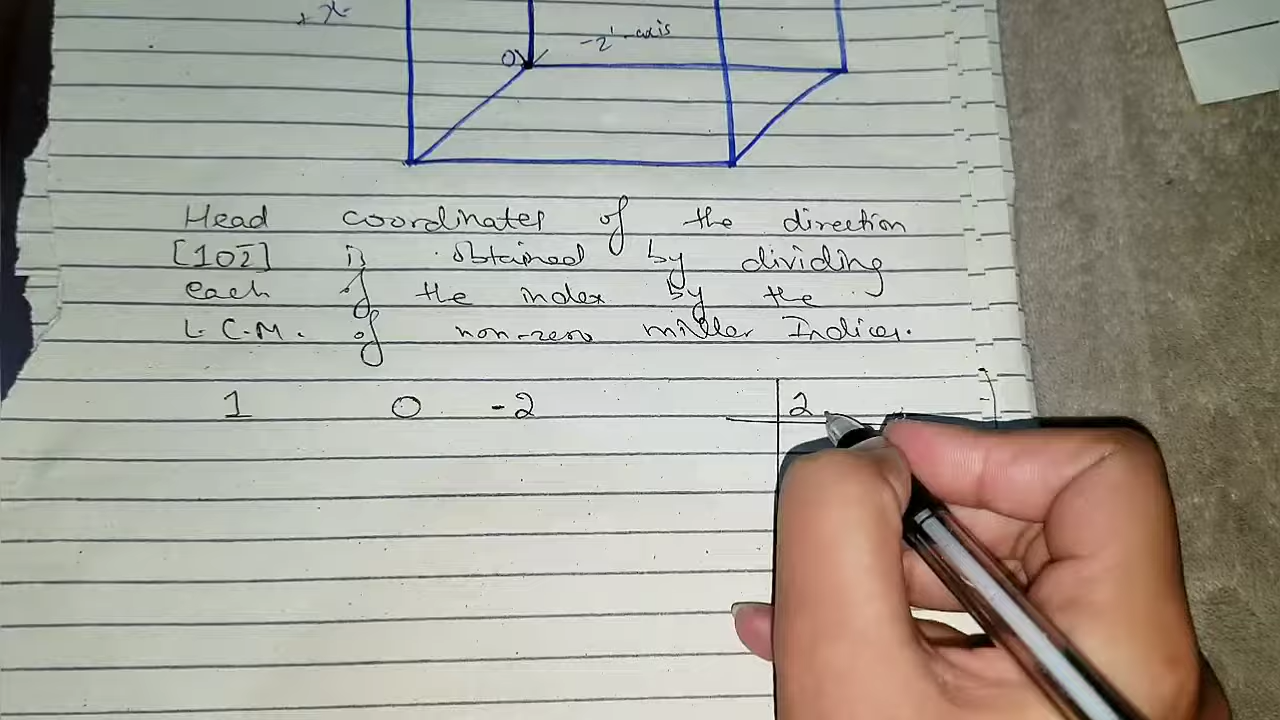 + x
O
-z'-axis
Head coordinates of the direction
[102̅] is obtained by dividing
each of the index by the
L.C.M. of non-zero miller Indices.
1 0 -2 2